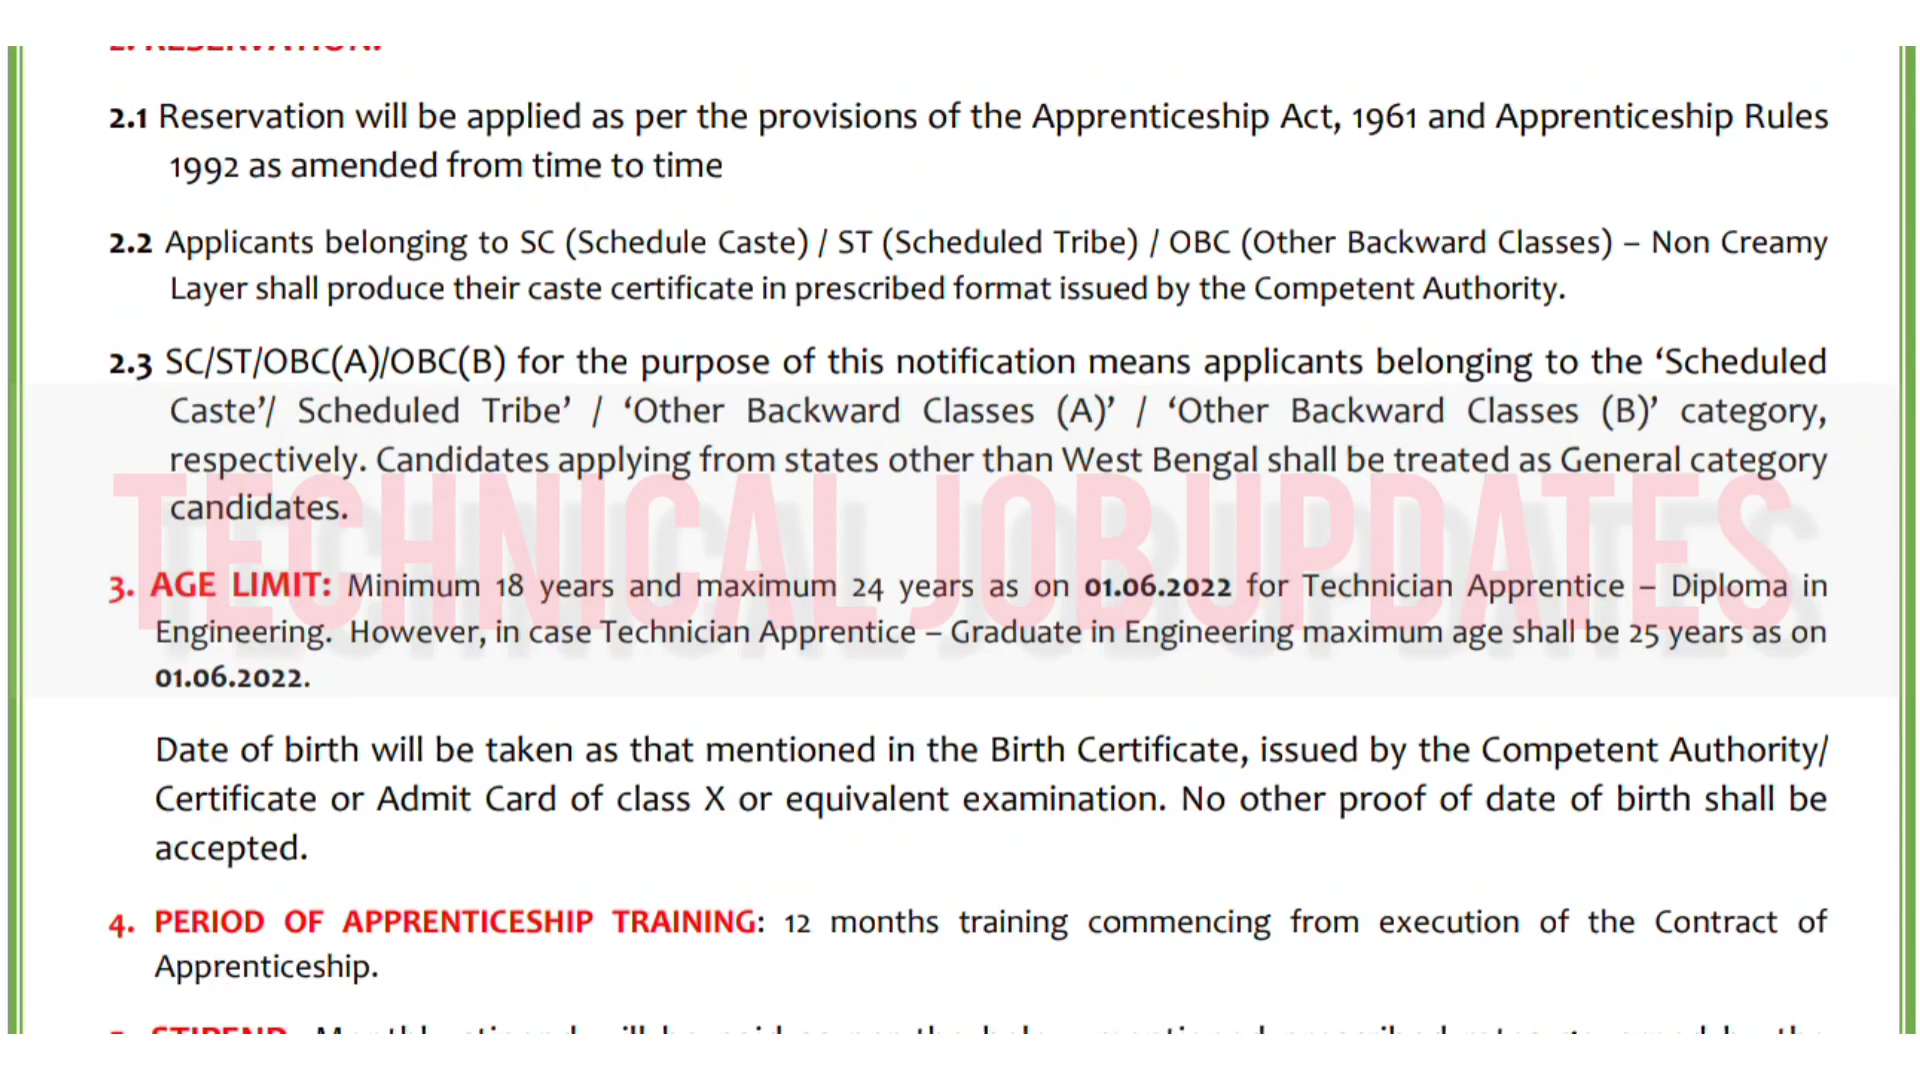 2. RESERVATION:
2.1 Reservation will be applied as per the provisions of the Apprenticeship Act, 1961 and Apprenticeship Rules
1992 as amended from time to time
2.2 Applicants belonging to SC (Schedule Caste) / ST (Scheduled Tribe) / OBC (Other Backward Classes) – Non Creamy
Layer shall produce their caste certificate in prescribed format issued by the Competent Authority.
2.3 SC/ST/OBC(A)/OBC(B) for the purpose of this notification means applicants belonging to the ‘Scheduled
Caste’/ Scheduled Tribe’ / ‘Other Backward Classes (A)’ / ‘Other Backward Classes (B)’ category,
respectively. Candidates applying from states other than West Bengal shall be treated as General category
candidates.
TECHNICAL JOBUPDATES
3. AGE LIMIT: Minimum 18 years and maximum 24 years as on 01.06.2022 for Technician Apprentice – Diploma in
Engineering. However, in case Technician Apprentice – Graduate in Engineering maximum age shall be 25 years as on
01.06.2022.
Date of birth will be taken as that mentioned in the Birth Certificate, issued by the Competent Authority/
Certificate or Admit Card of class X or equivalent examination. No other proof of date of birth shall be
accepted.
4. PERIOD OF APPRENTICESHIP TRAINING: 12 months training commencing from execution of the Contract of
Apprenticeship.
STIPEND